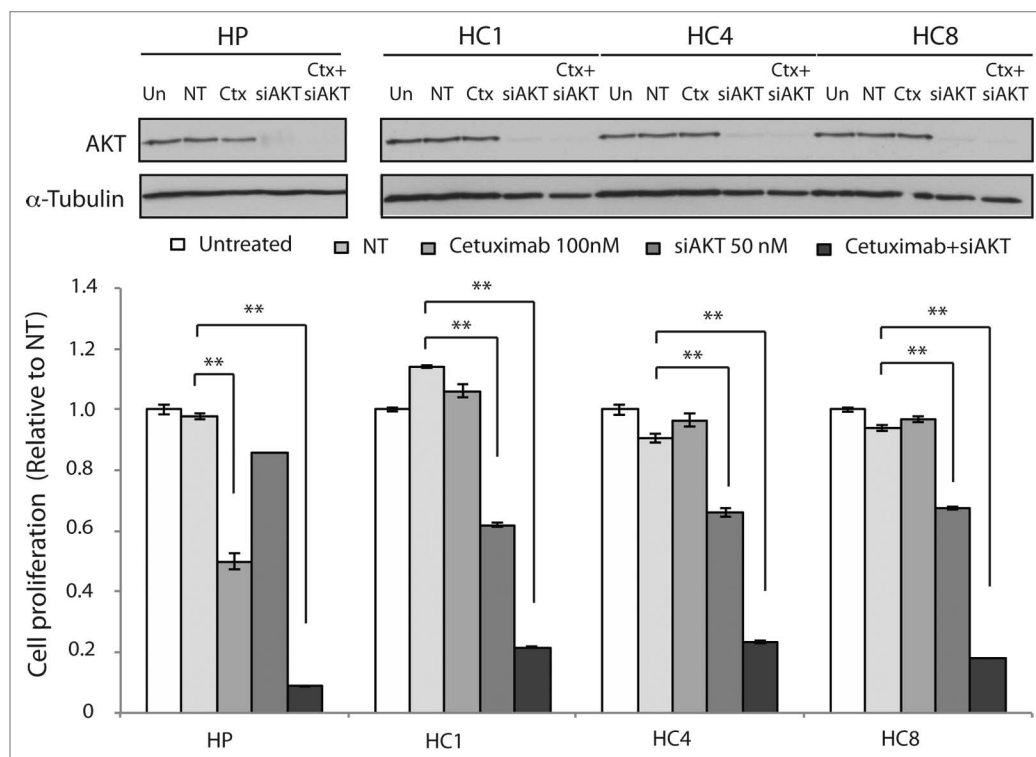 HP HC1 HC4 HC8
Un NT Ctx siAKT Ctx+ siAKT Un NT Ctx siAKT Ctx+ siAKT Un NT Ctx siAKT Ctx+ siAKT Un NT Ctx siAKT Ctx+ siAKT
AKT
α-Tubulin
Untreated NT Cetuximab 100nM siAKT 50 nM Cetuximab+siAKT
Cell proliferation (Relative to NT)
1.4
1.2
1.0
0.8
0.6
0.4
0.2
0
** ** ** ** ** ** ** **
HP HC1 HC4 HC8